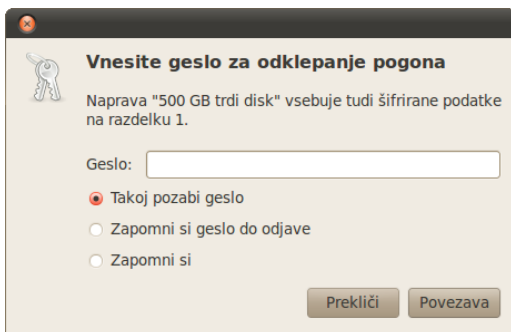 Vnesite geslo za odklepanje pogona
Naprava "500 GB trdi disk" vsebuje tudi šifrirane podatke
na razdelku 1.
Geslo:
Takoj pozabi geslo
Zapomni si geslo do odjave
Zapomni si
Prekliči Povezava